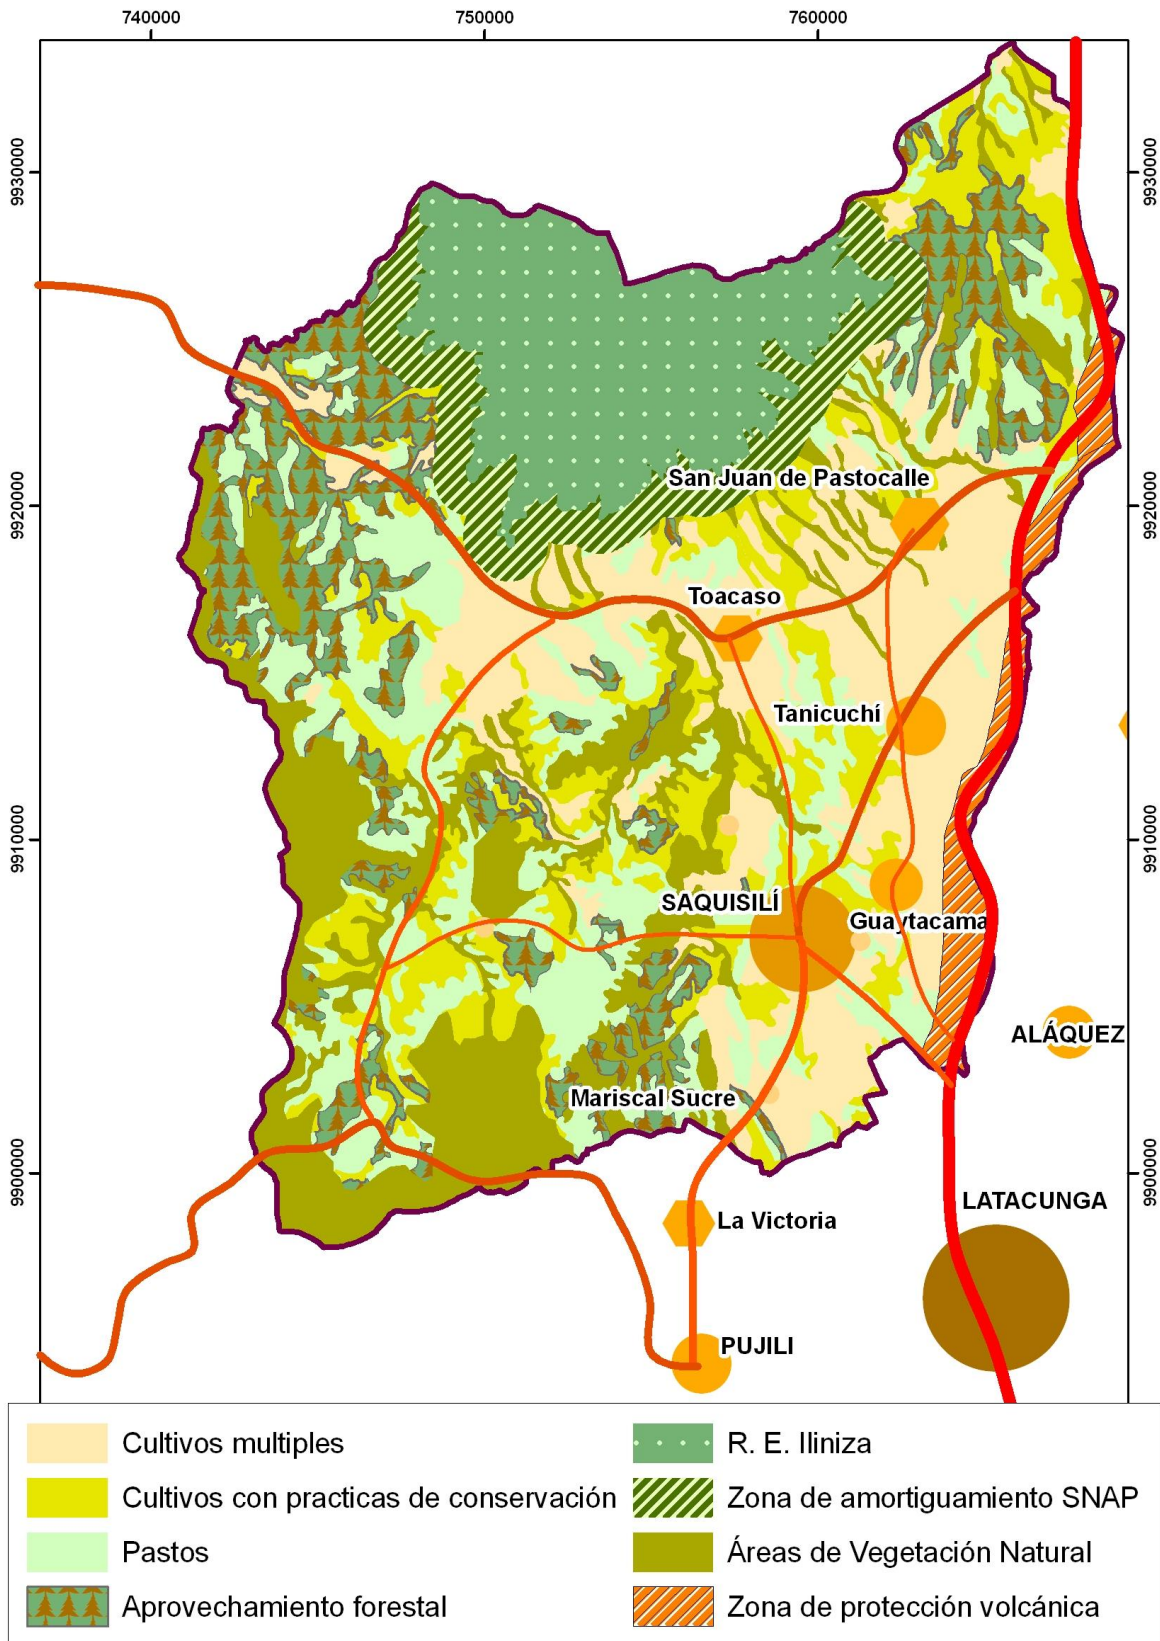 740000
750000
760000
9930000
9930000
San Juan de Pastocalle
9920000
9920000
Toacaso
Tanicuchí
9910000
9910000
SAQUISILÍ
Guaytacama
ALÁQUEZ
Mariscal Sucre
9900000
9900000
LATACUNGA
La Victoria
PUJILI
Cultivos multiples
R. E. Iliniza
Cultivos con practicas de conservación
Zona de amortiguamiento SNAP
Pastos
Áreas de Vegetación Natural
Aprovechamiento forestal
Zona de protección volcánica